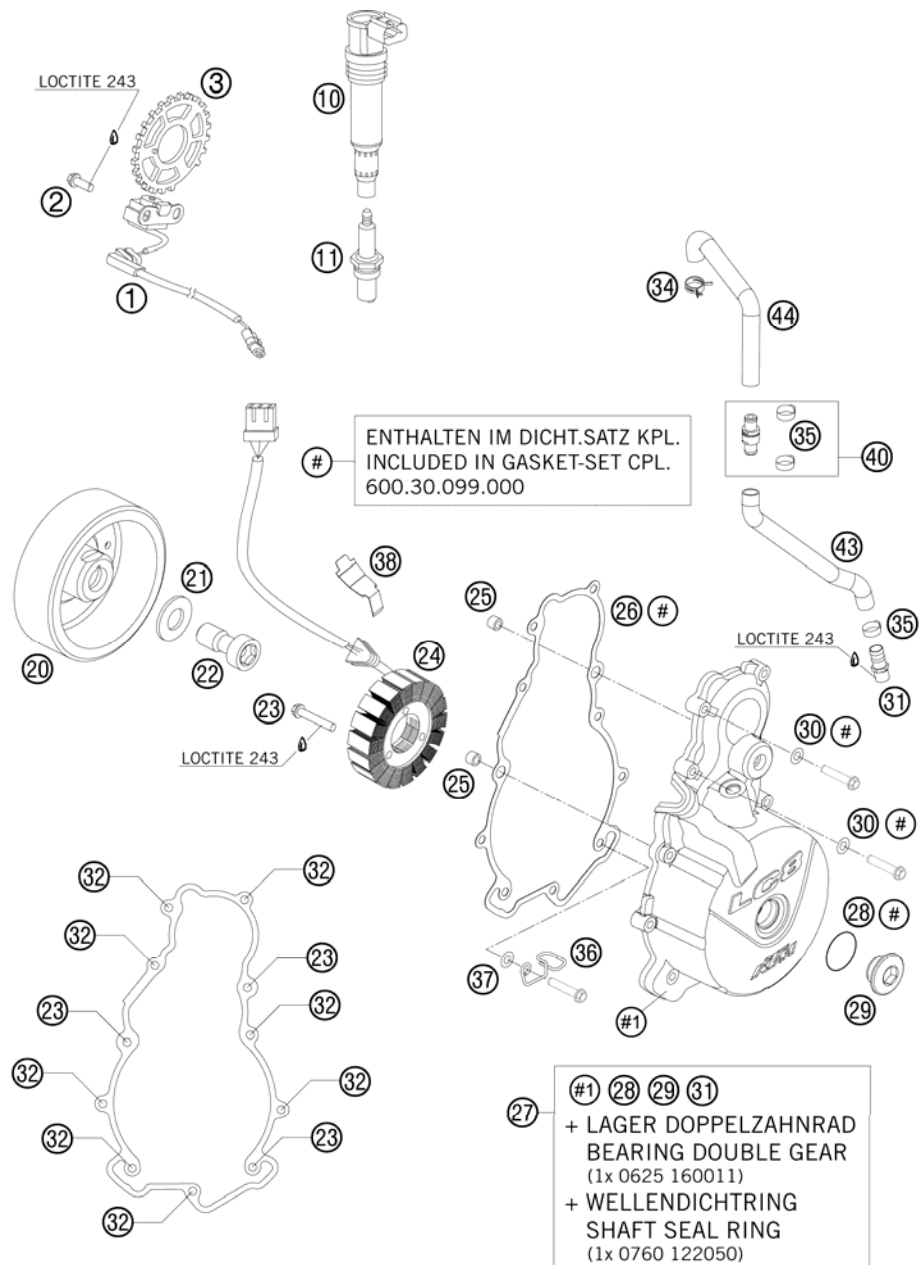 LOCTITE 243
3
10
2
11
1
34
44
35
40
# ENTHALTEN IM DICHT.SATZ KPL.
INCLUDED IN GASKET-SET CPL.
600.30.099.000
43
38
25
26 #
35
21
LOCTITE 243
24
20
22
31
23
30 #
LOCTITE 243
25
30 #
32
32
LC8
28 #
32
36
23
37
KTM
23
32
#1
29
32
32
27
#1 28 29 31
+ LAGER DOPPELZAHNRAD
BEARING DOUBLE GEAR
(1x 0625 160011)
+ WELLENDICHTRING
SHAFT SEAL RING
(1x 0760 122050)
32
23
32